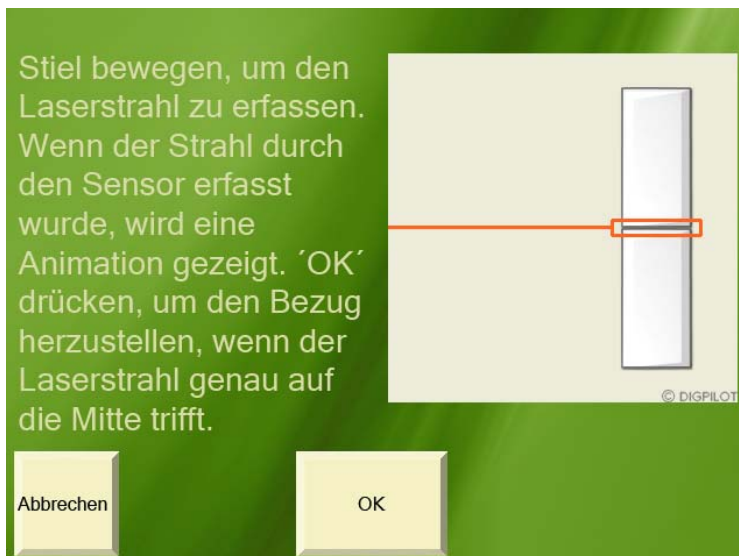 Stiel bewegen, um den
Laserstrahl zu erfassen.
Wenn der Strahl durch
den Sensor erfasst
wurde, wird eine
Animation gezeigt. ´OK´
drücken, um den Bezug
herzustellen, wenn der
Laserstrahl genau auf
die Mitte trifft.
© DIGPILOT
Abbrechen
OK